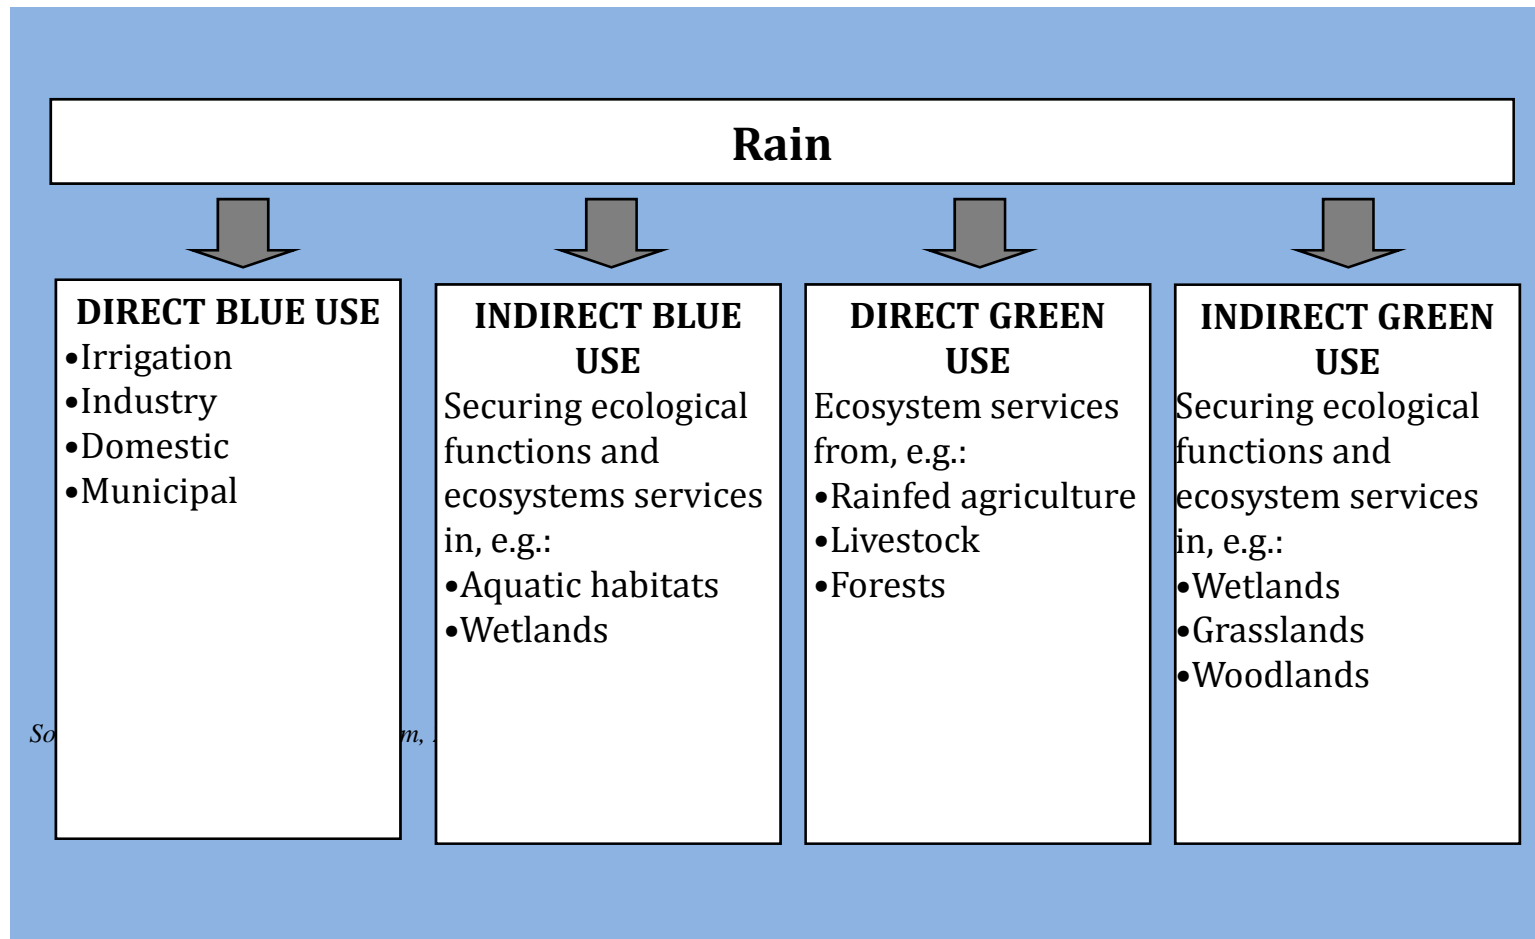 Rain
DIRECT BLUE USE
•Irrigation
•Industry
•Domestic
•Municipal
INDIRECT BLUE
USE
Securing ecological
functions and
ecosystems services
in, e.g.:
•Aquatic habitats
•Wetlands
DIRECT GREEN
USE
Ecosystem services
from, e.g.:
•Rainfed agriculture
•Livestock
•Forests
INDIRECT GREEN
USE
Securing ecological
functions and
ecosystem services
in, e.g.:
•Wetlands
•Grasslands
•Woodlands